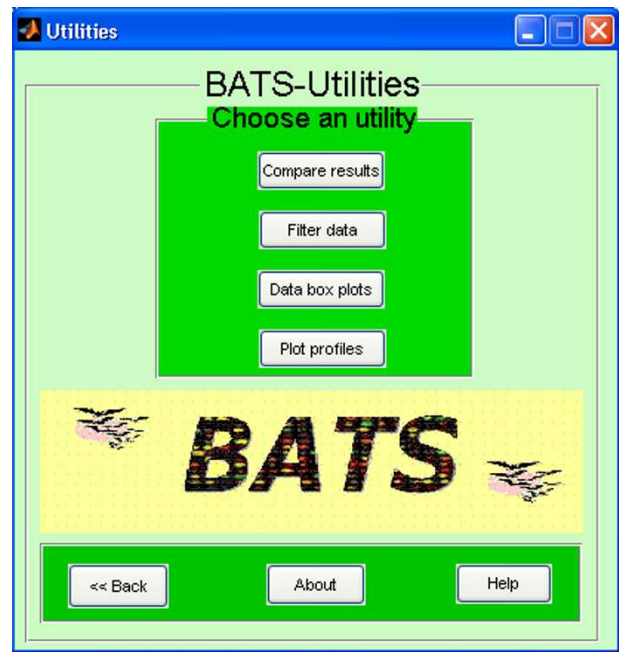 Utilities
BATS-Utilities
Choose an utility
Compare results
Filter data
Data box plots
Plot profiles
BATS
<< Back
About
Help